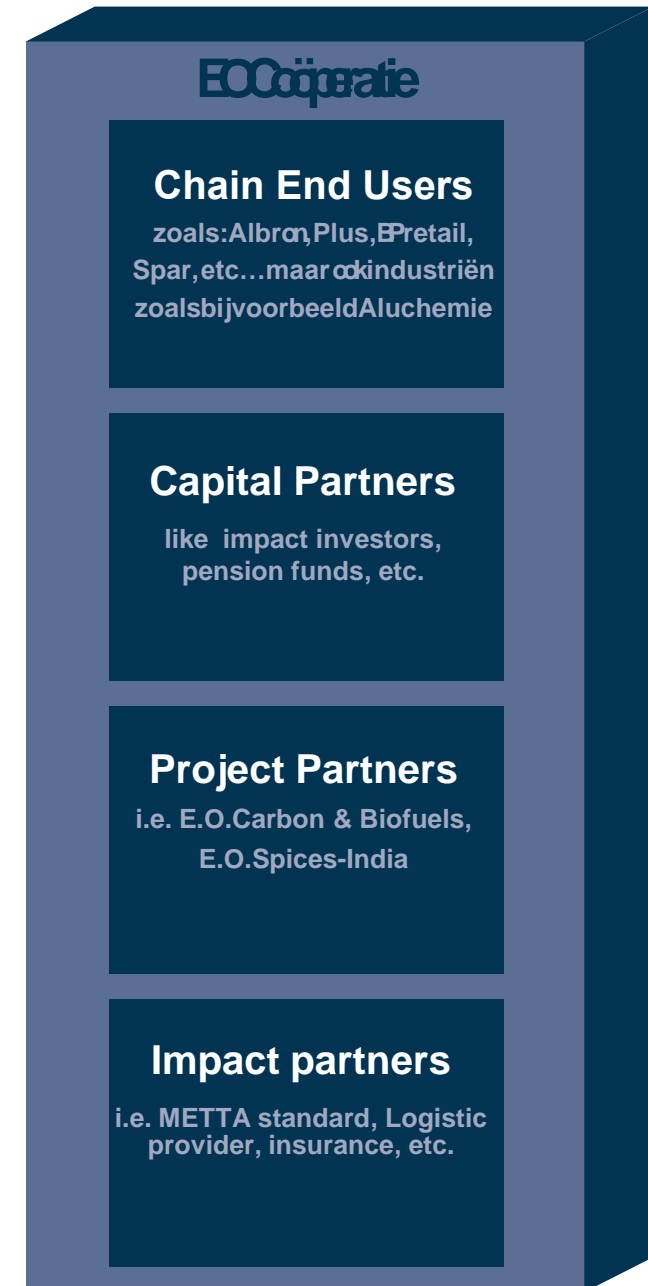 EOCoöperatie
Chain End Users
zoals:Albron,Plus,EPretail,
Spar,etc…maar ookindustriën
zoalsbijvoorbeeldAluchemie
Capital Partners
like impact investors,
pension funds, etc.
Project Partners
i.e. E.O.Carbon & Biofuels,
E.O.Spices-India
Impact partners
i.e. METTA standard, Logistic
provider, insurance, etc.